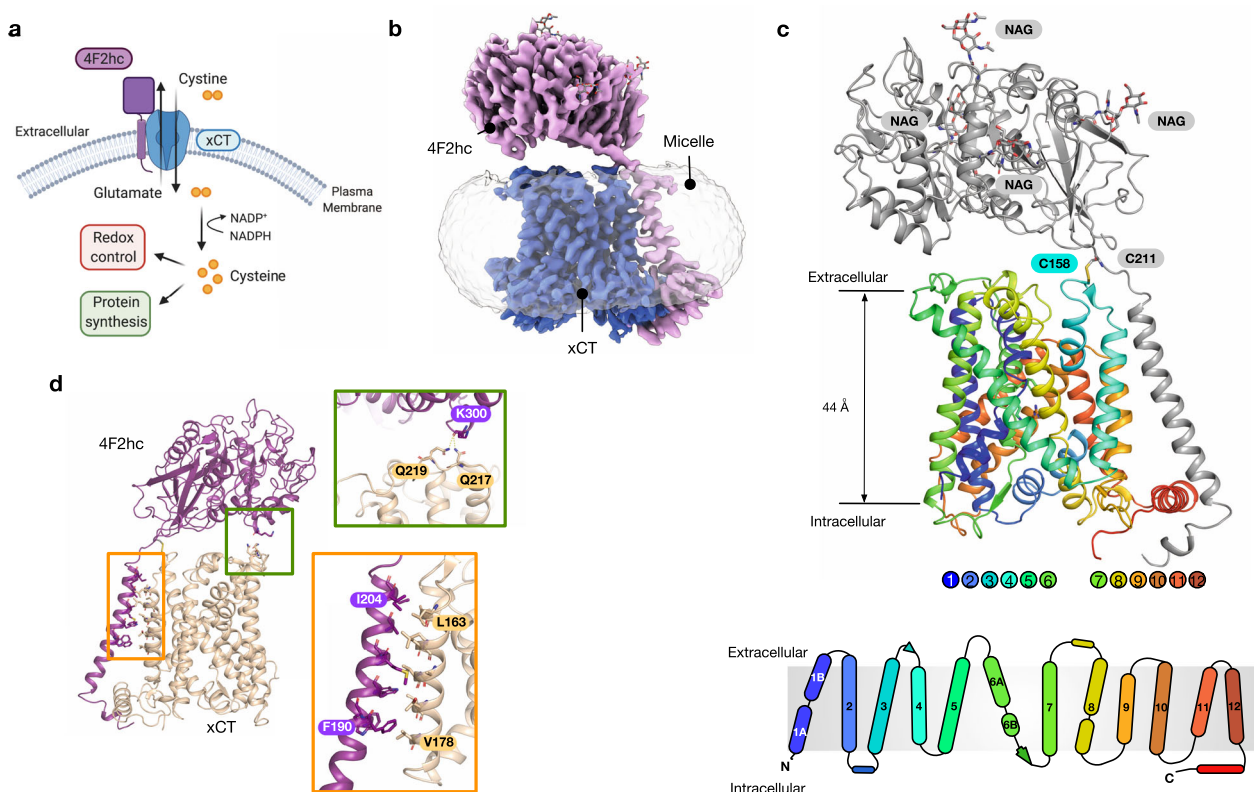 a
4F2hc
Cystine
Extracellular
xCT
Glutamate
Plasma
Membrane
NADP⁺
NADPH
Redox
control
Cysteine
Protein
synthesis
b
4F2hc
Micelle
xCT
c
NAG
NAG
NAG
NAG
C158
C211
Extracellular
44 Å
Intracellular
1 2 3 4 5 6 7 8 9 10 11 12
Extracellular
1B
1A
2
3
4
5
6A
6B
7
8
9
10
11
12
N
C
Intracellular
d
4F2hc
xCT
K300
Q219
Q217
I204
L163
F190
V178